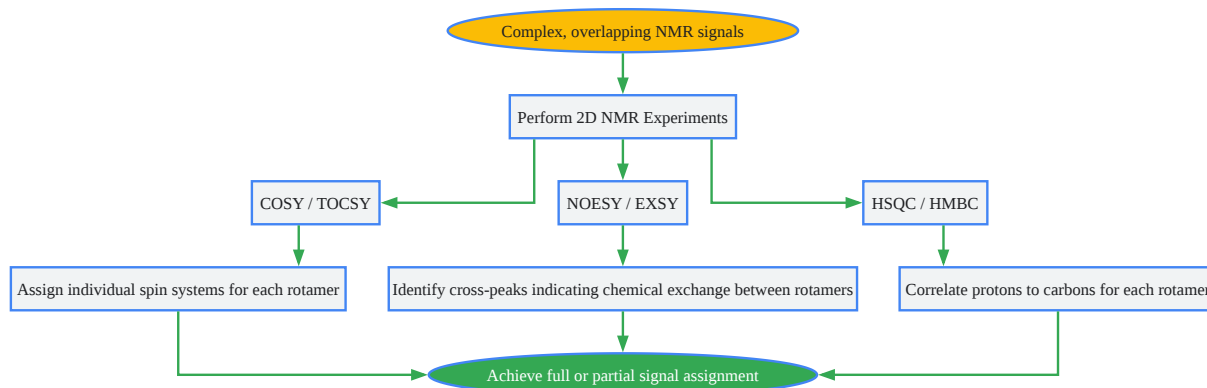 Complex, overlapping NMR signals
Perform 2D NMR Experiments
COSY / TOCSY
NOESY / EXSY
HSQC / HMBC
Assign individual spin systems for each rotamer
Identify cross-peaks indicating chemical exchange between rotamers
Correlate protons to carbons for each rotamer
Achieve full or partial signal assignment